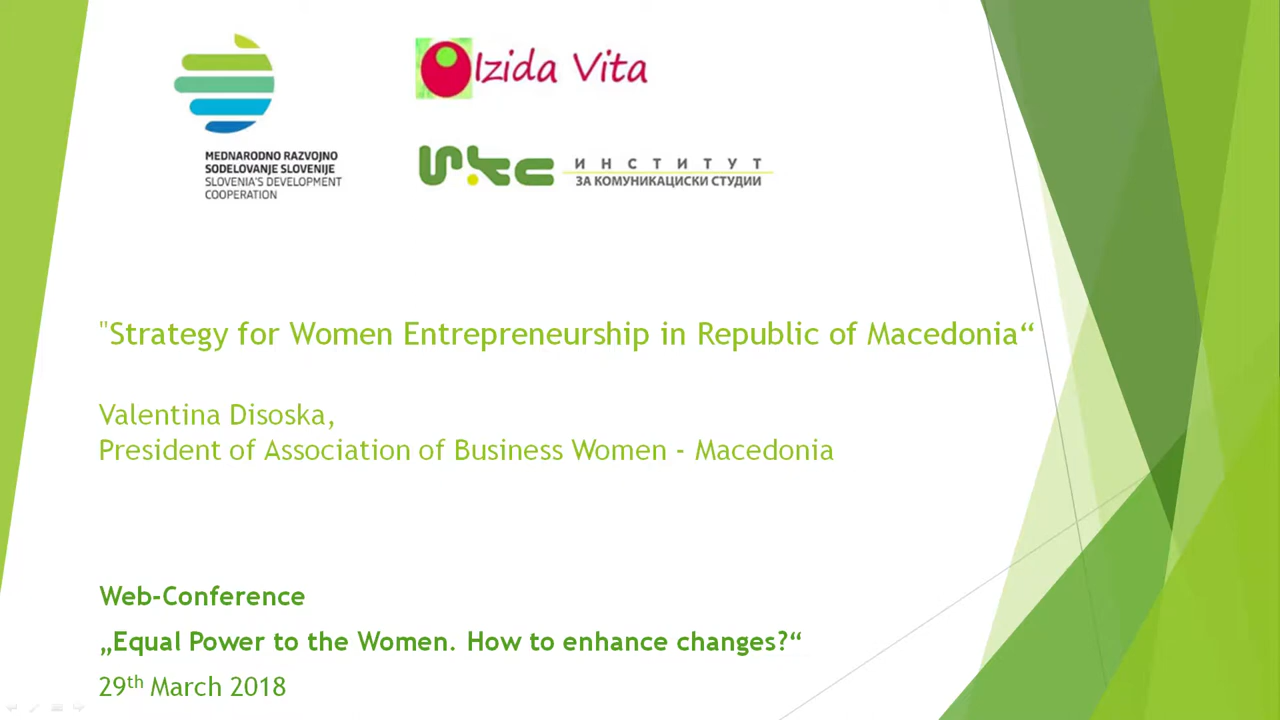 Izida Vita
MEDNARODNO RAZVOJNO
SODELOVANJE SLOVENIJE
SLOVENIA'S DEVELOPMENT
COOPERATION
ИНСТИТУТ
ЗА КОМУНИКАЦИСКИ СТУДИИ
"Strategy for Women Entrepreneurship in Republic of Macedonia“
Valentina Disoska,
President of Association of Business Women - Macedonia
Web-Conference
„Equal Power to the Women. How to enhance changes?“
29th March 2018